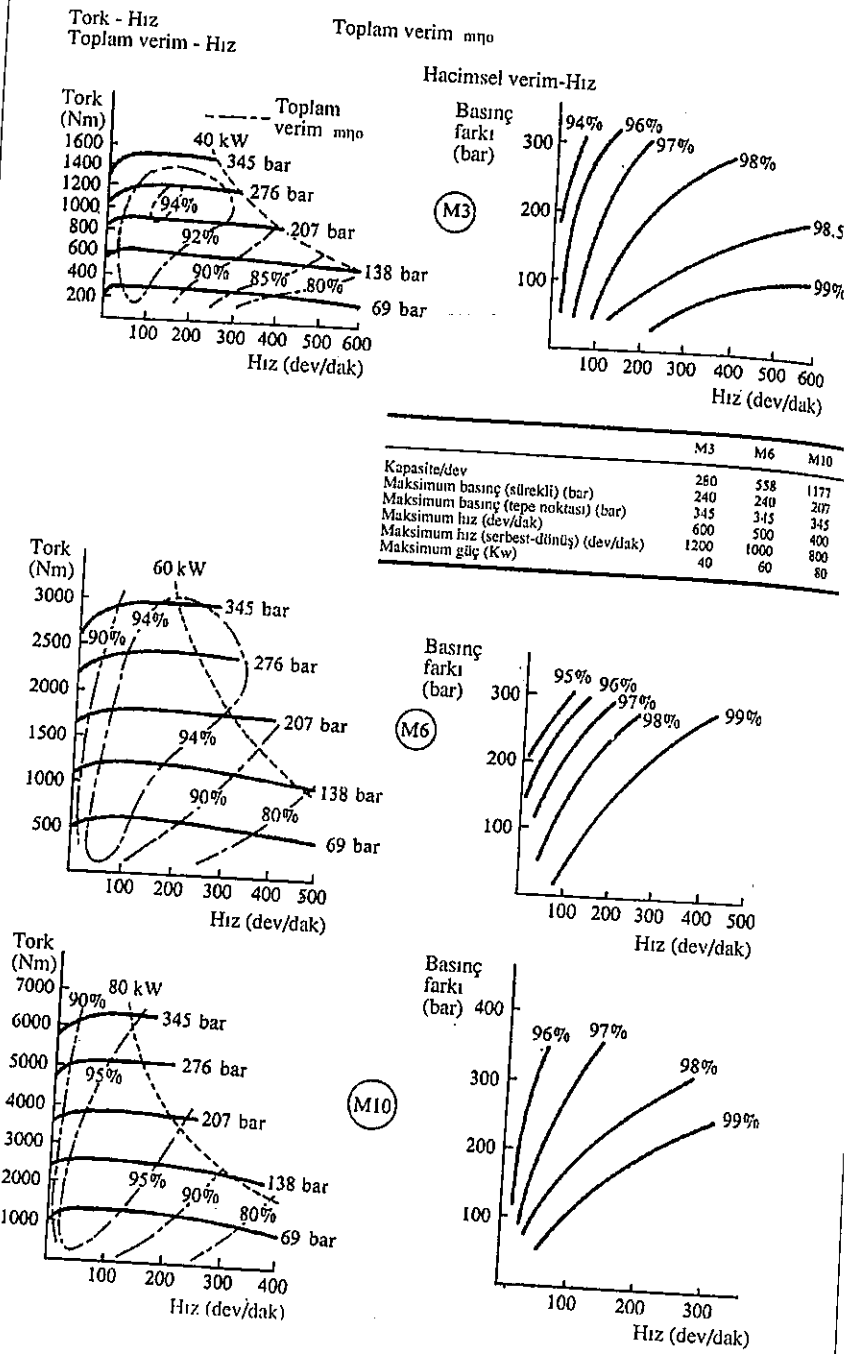 Tork - Hız
Toplam verim - Hız
Toplam verim mηo
Hacimsel verim-Hız
Tork
(Nm)
Toplam
verim mηo
40 kW
1600
1400
1200
1000
800
600
400
200
345 bar
276 bar
207 bar
138 bar
69 bar
94%
92%
90%
85%
80%
100 200 300 400 500 600
Hız (dev/dak)
M3
Basınç
farkı
(bar)
300
200
100
94%
96%
97%
98%
98.5
99%
100 200 300 400 500 600
Hız (dev/dak)
M3 M6 M10
Kapasite/dev 280 558 1177
Maksimum basınç (sürekli) (bar) 240 240 207
Maksimum basınç (tepe noktası) (bar) 345 345 345
Maksimum hız (dev/dak) 600 500 400
Maksimum hız (serbest-dönüş) (dev/dak) 1200 1000 800
Maksimum güç (Kw) 40 60 80
Tork
(Nm)
60 kW
3000
2500
2000
1500
1000
500
90%
94%
345 bar
276 bar
207 bar
138 bar
69 bar
94%
90%
80%
100 200 300 400 500
Hız (dev/dak)
M6
Basınç
farkı
(bar)
300
200
100
95%
96%
97%
98%
99%
100 200 300 400 500
Hız (dev/dak)
Tork
(Nm)
80 kW
7000
6000
5000
4000
3000
2000
1000
90%
95%
345 bar
276 bar
207 bar
138 bar
69 bar
95%
90%
80%
100 200 300 400
Hız (dev/dak)
M10
Basınç
farkı
(bar)
400
300
200
100
96%
97%
98%
99%
100 200 300
Hız (dev/dak)